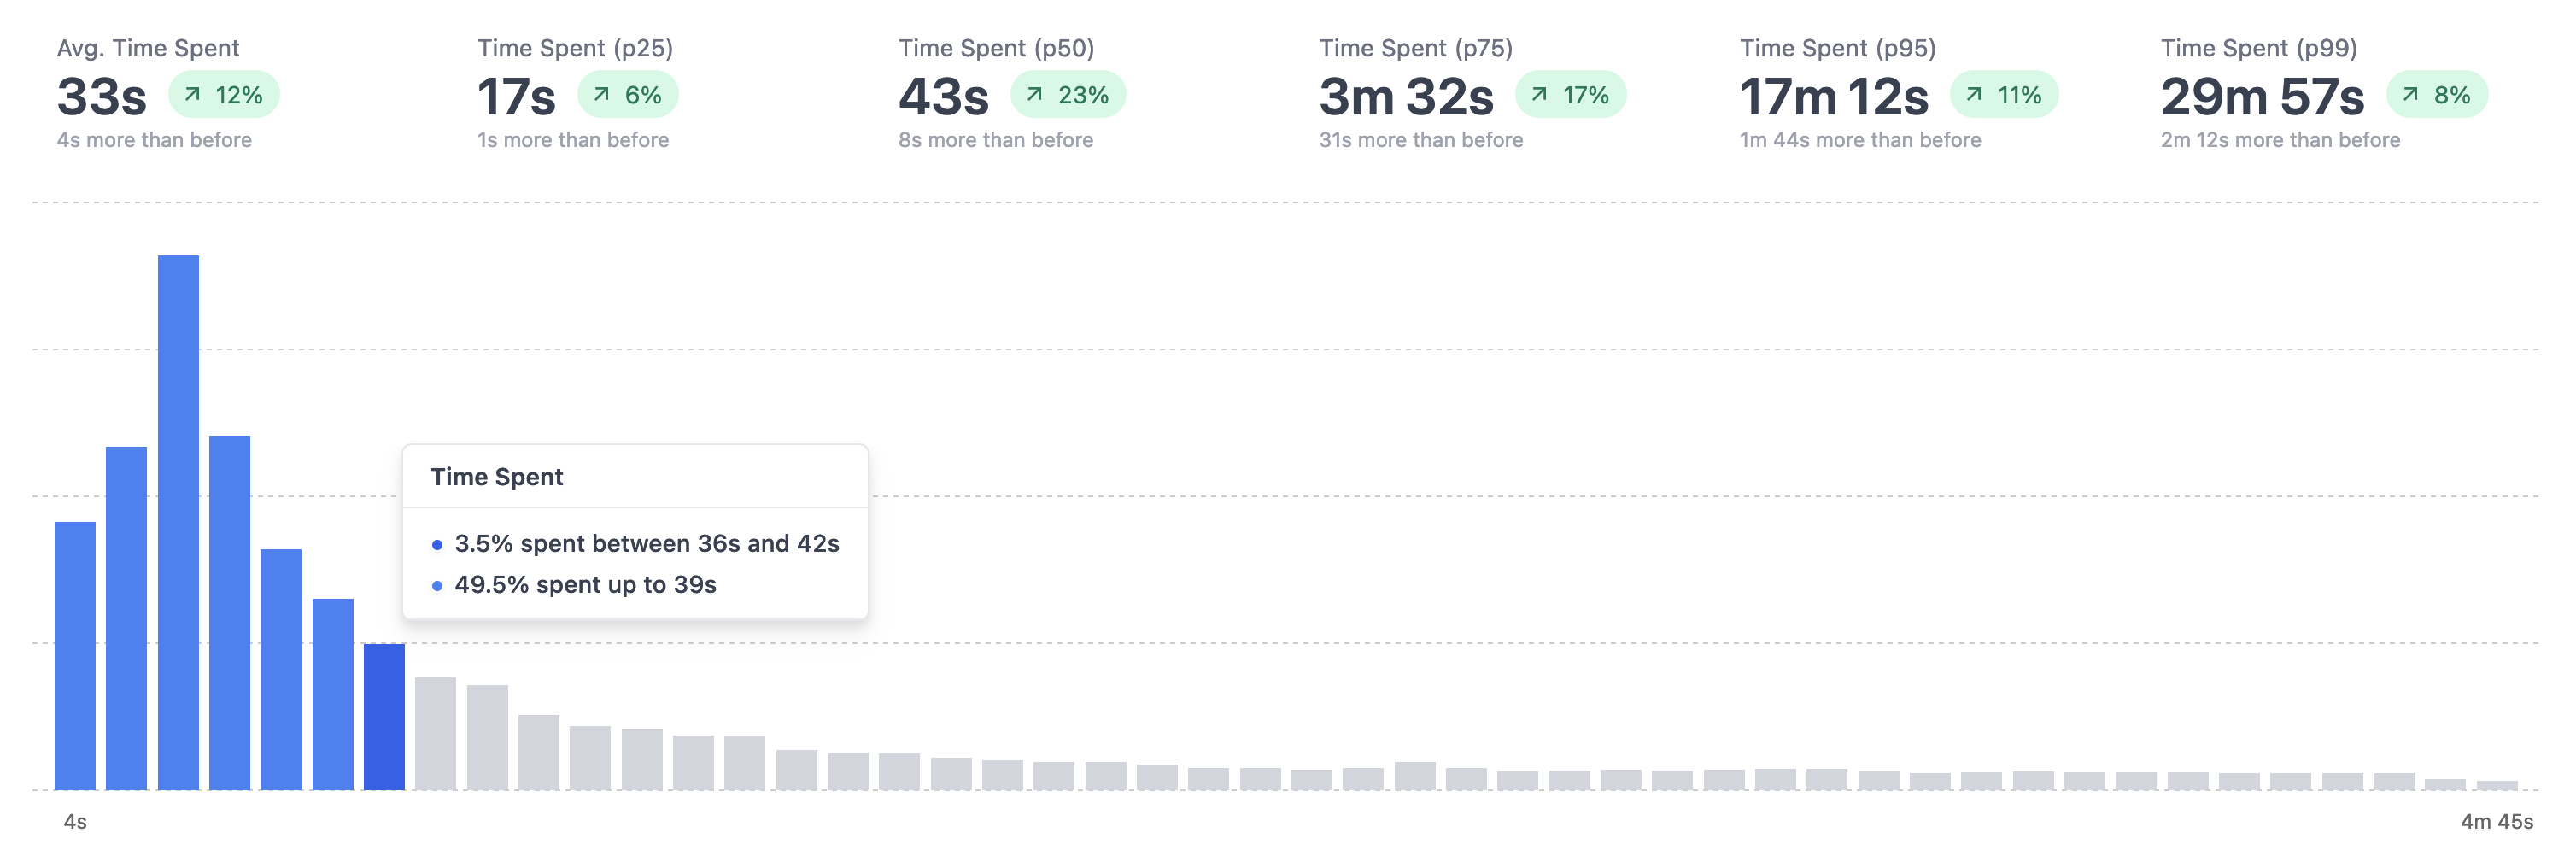 Avg. Time Spent
33s ↗ 12%
4s more than before
Time Spent (p25)
17s ↗ 6%
1s more than before
Time Spent (p50)
43s ↗ 23%
8s more than before
Time Spent (p75)
3m 32s ↗ 17%
31s more than before
Time Spent (p95)
17m 12s ↗ 11%
1m 44s more than before
Time Spent (p99)
29m 57s ↗ 8%
2m 12s more than before
Time Spent
3.5% spent between 36s and 42s
49.5% spent up to 39s
4s
4m 45s